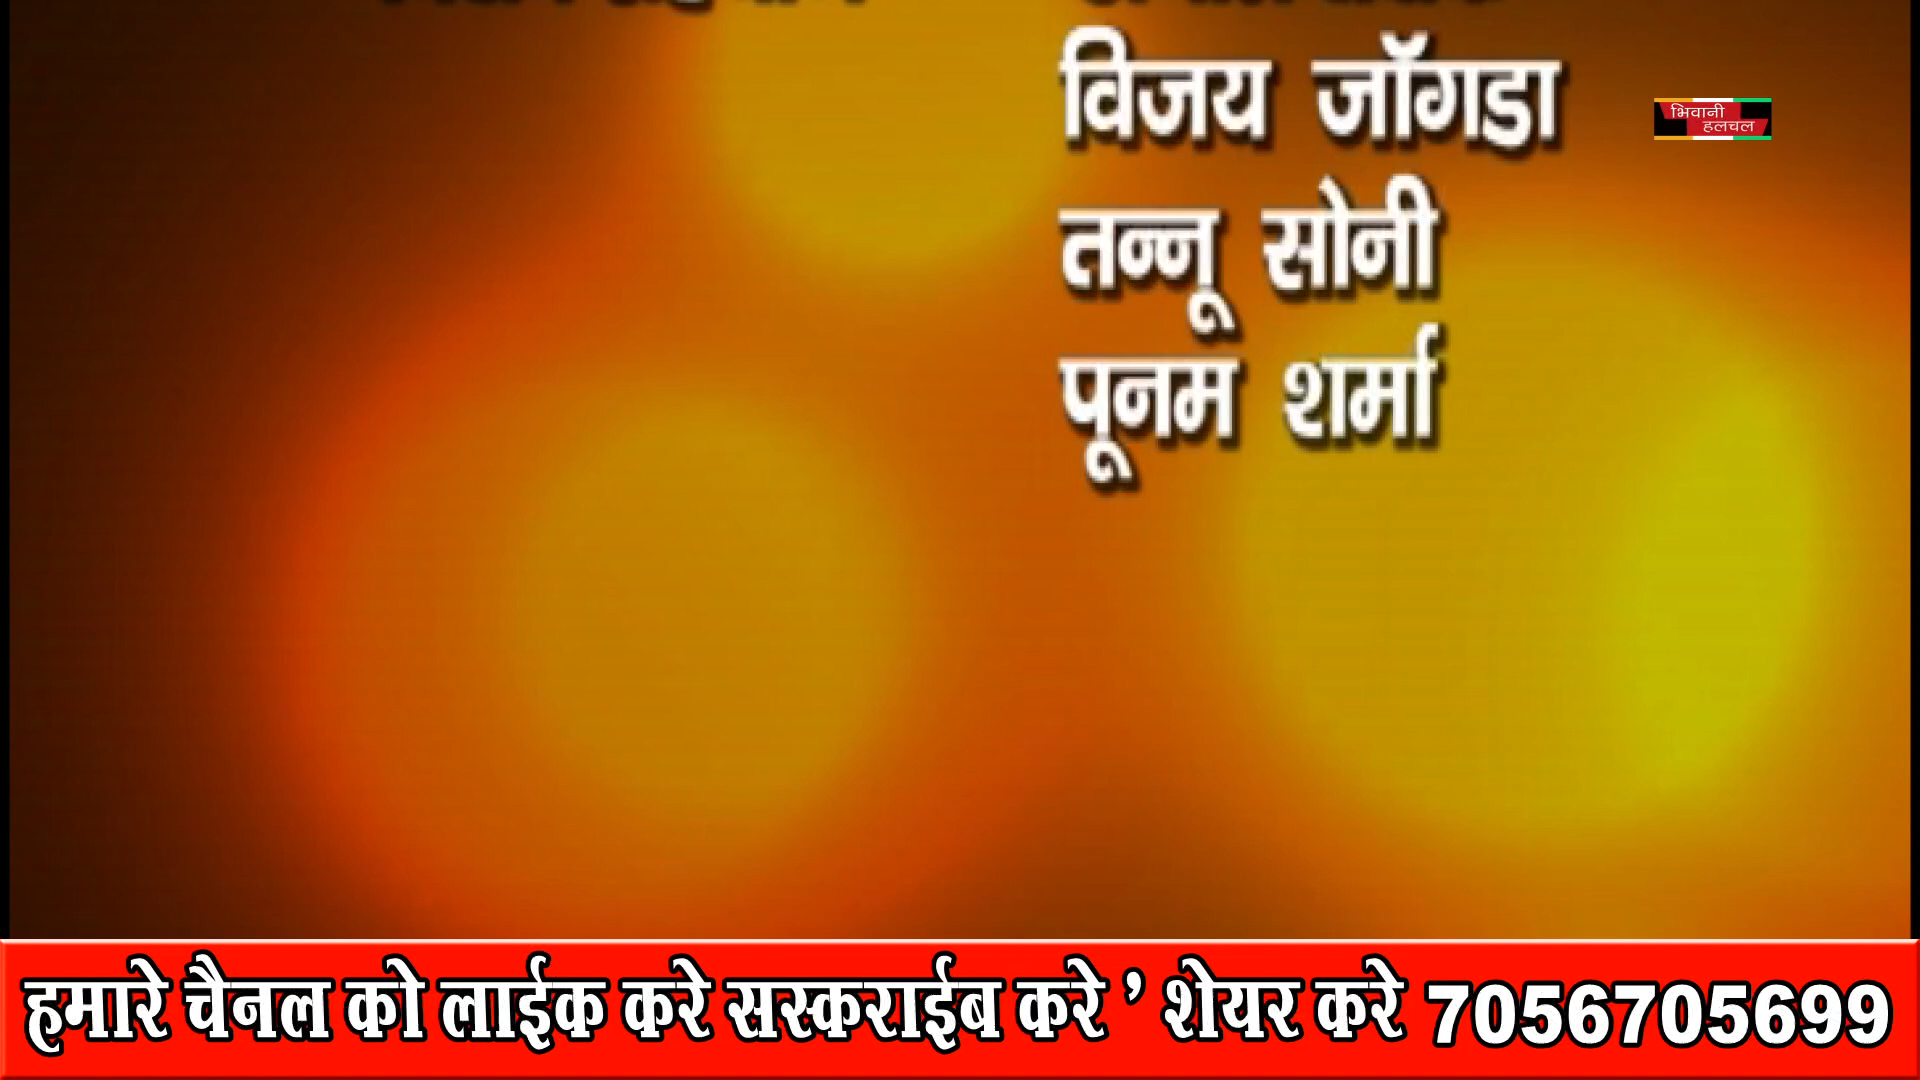 विजय जॉगडा
भिवानी
हलचल
तन्नू सोनी
पूनम शर्मा
हमारे चैनल को लाईक करे सस्कराईब करे ’ शेयर करे 7056705699